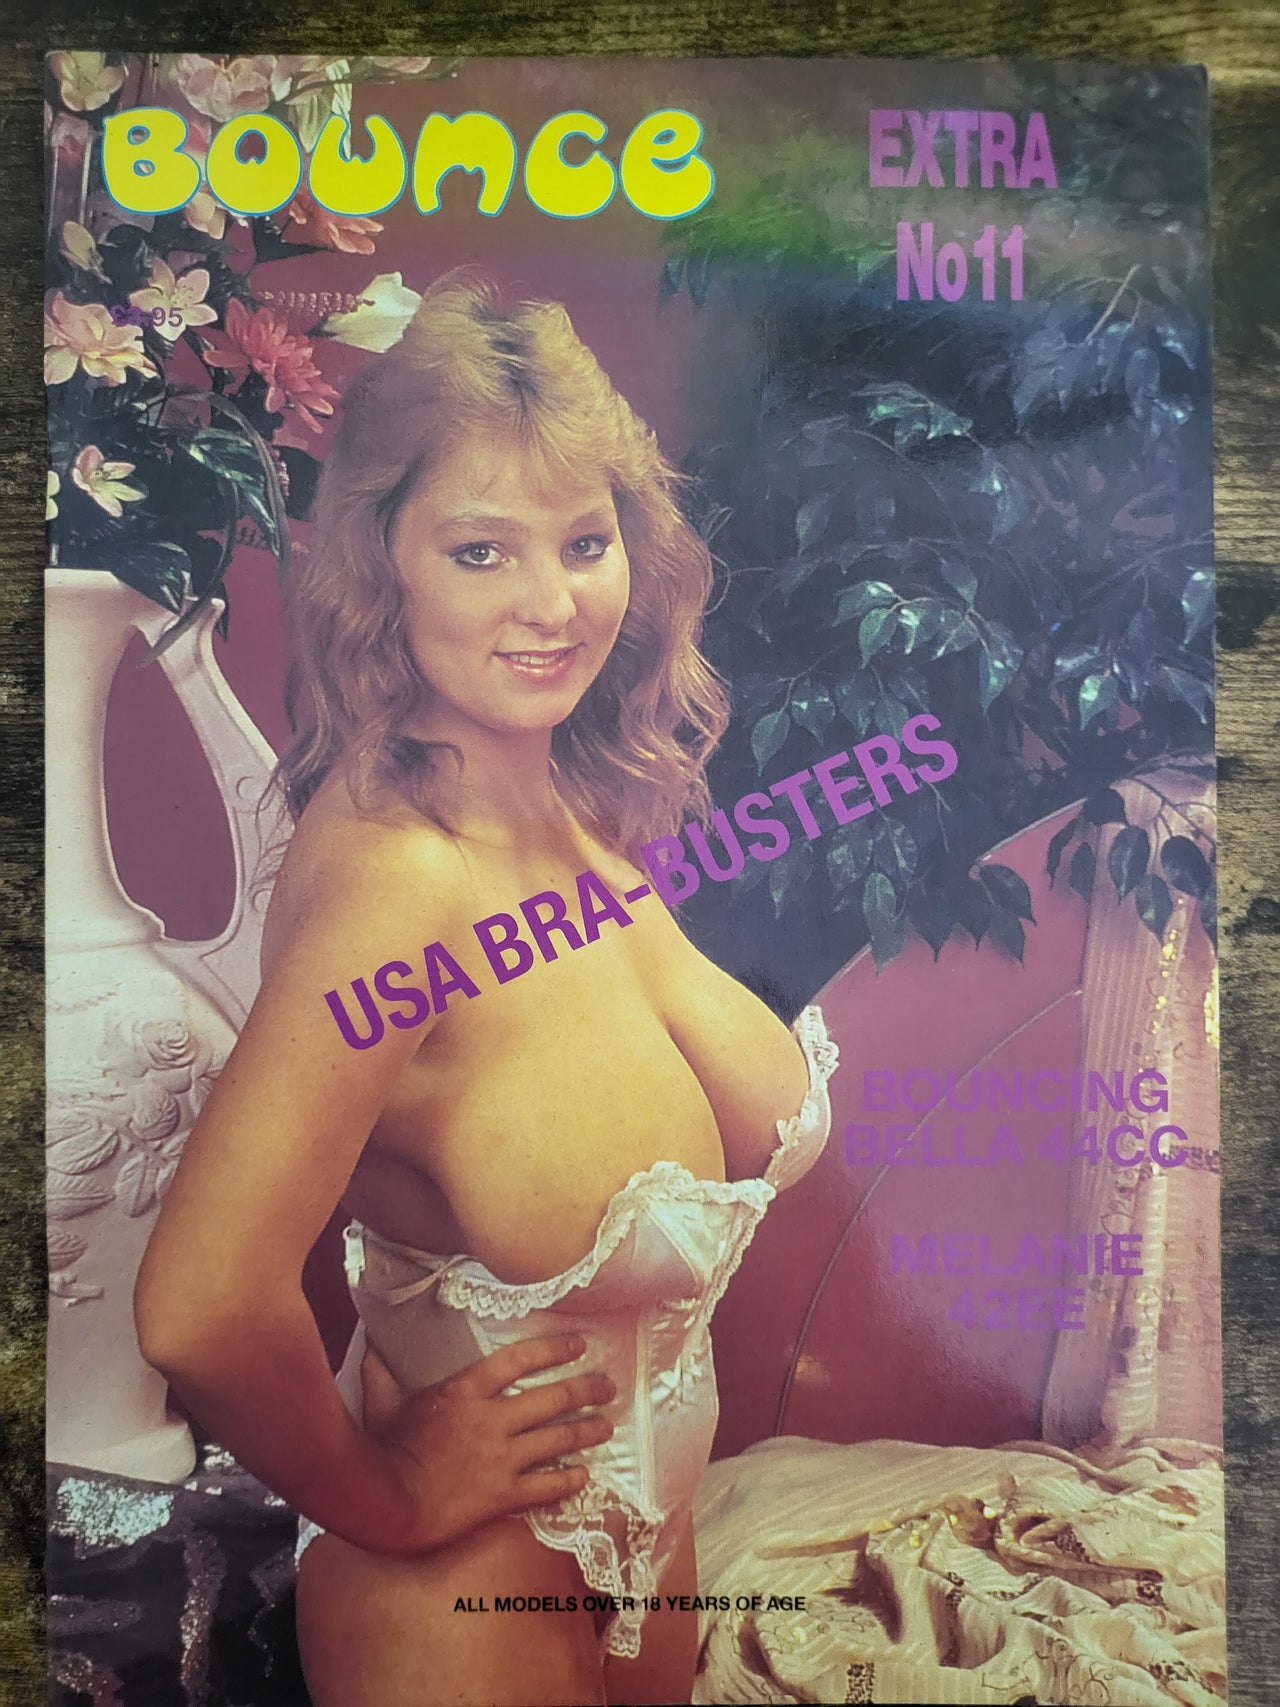 Bounce
EXTRA
No11
USA BRA-BUSTERS
BOUNCING
BELLA 44CC
MELANIE
42EE
ALL MODELS OVER 18 YEARS OF AGE